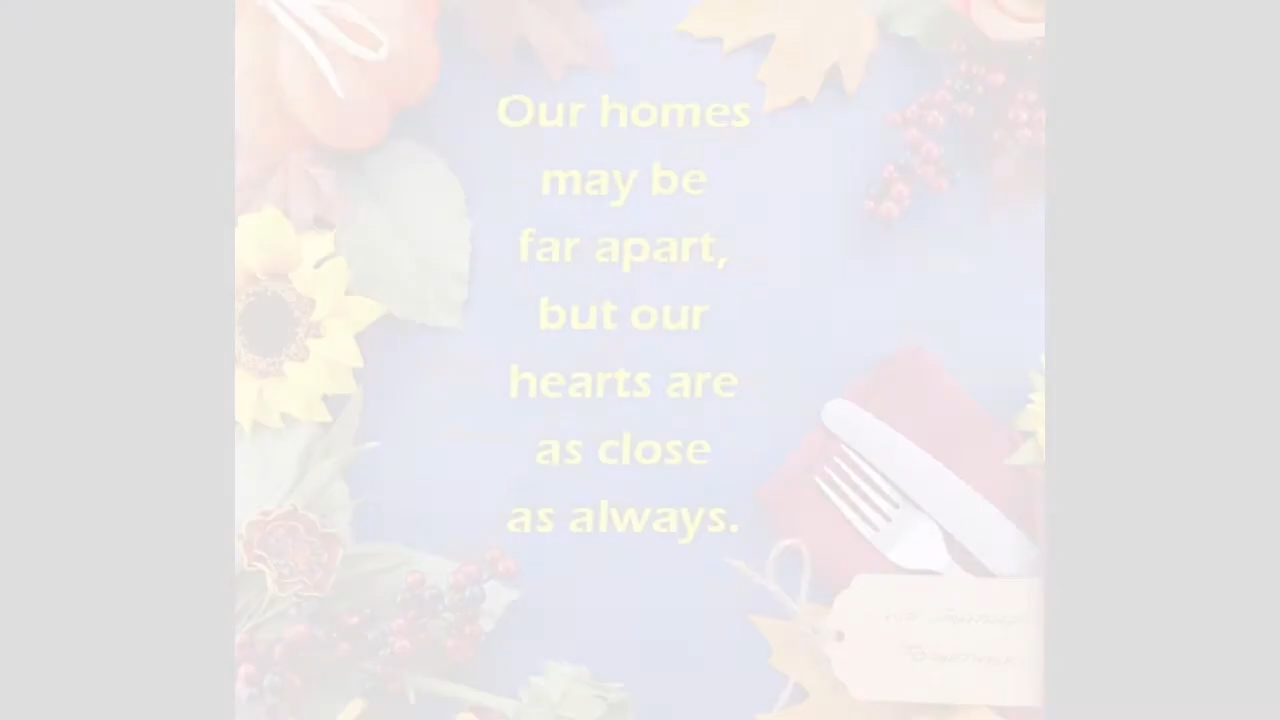 Our homes
may be
far apart,
but our
hearts are
as close
as always.